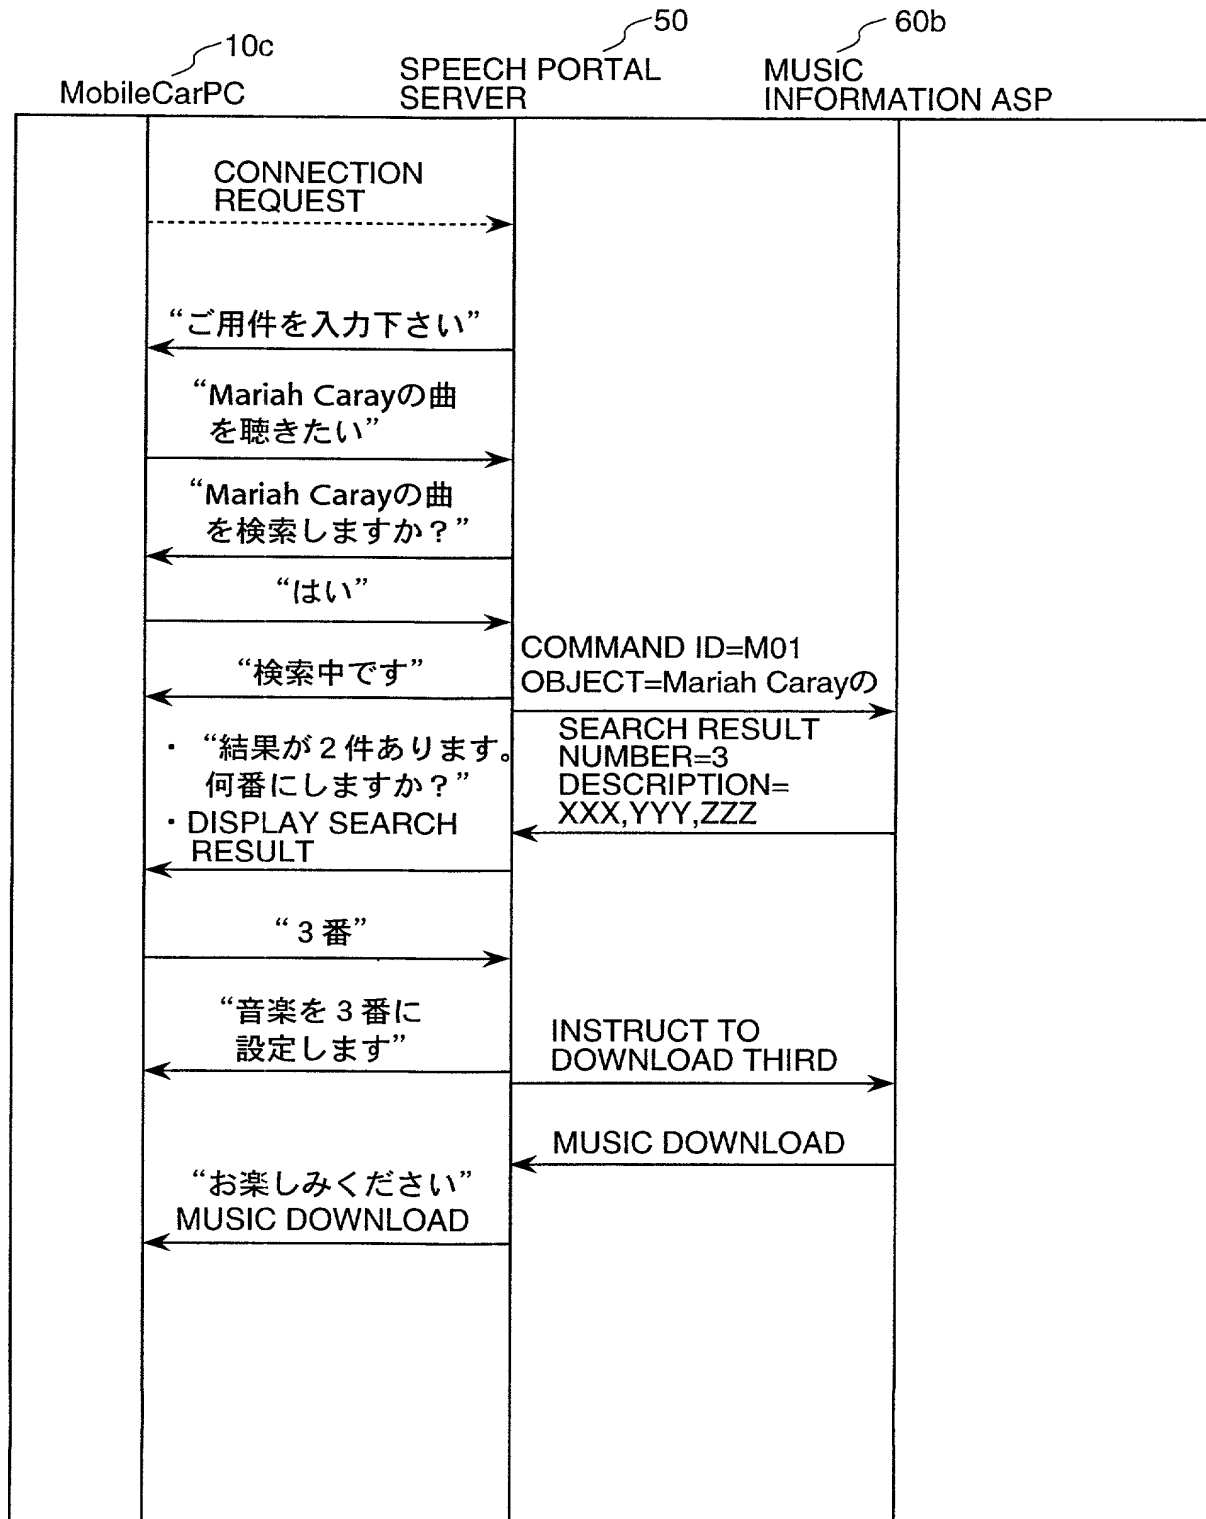 10c
50
60b
MobileCarPC
SPEECH PORTAL
SERVER
MUSIC
INFORMATION ASP
CONNECTION
REQUEST
“ご用件を入力下さい”
“Mariah Carayの曲
を聴きたい”
“Mariah Carayの曲
を検索しますか？”
“はい”
“検索中です”
COMMAND ID=M01
OBJECT=Mariah Carayの
SEARCH RESULT
NUMBER=3
DESCRIPTION=
XXX,YYY,ZZZ
・ “結果が２件あります。
何番にしますか？”
・DISPLAY SEARCH
RESULT
“３番”
“音楽を３番に
設定します”
INSTRUCT TO
DOWNLOAD THIRD
MUSIC DOWNLOAD
“お楽しみください”
MUSIC DOWNLOAD